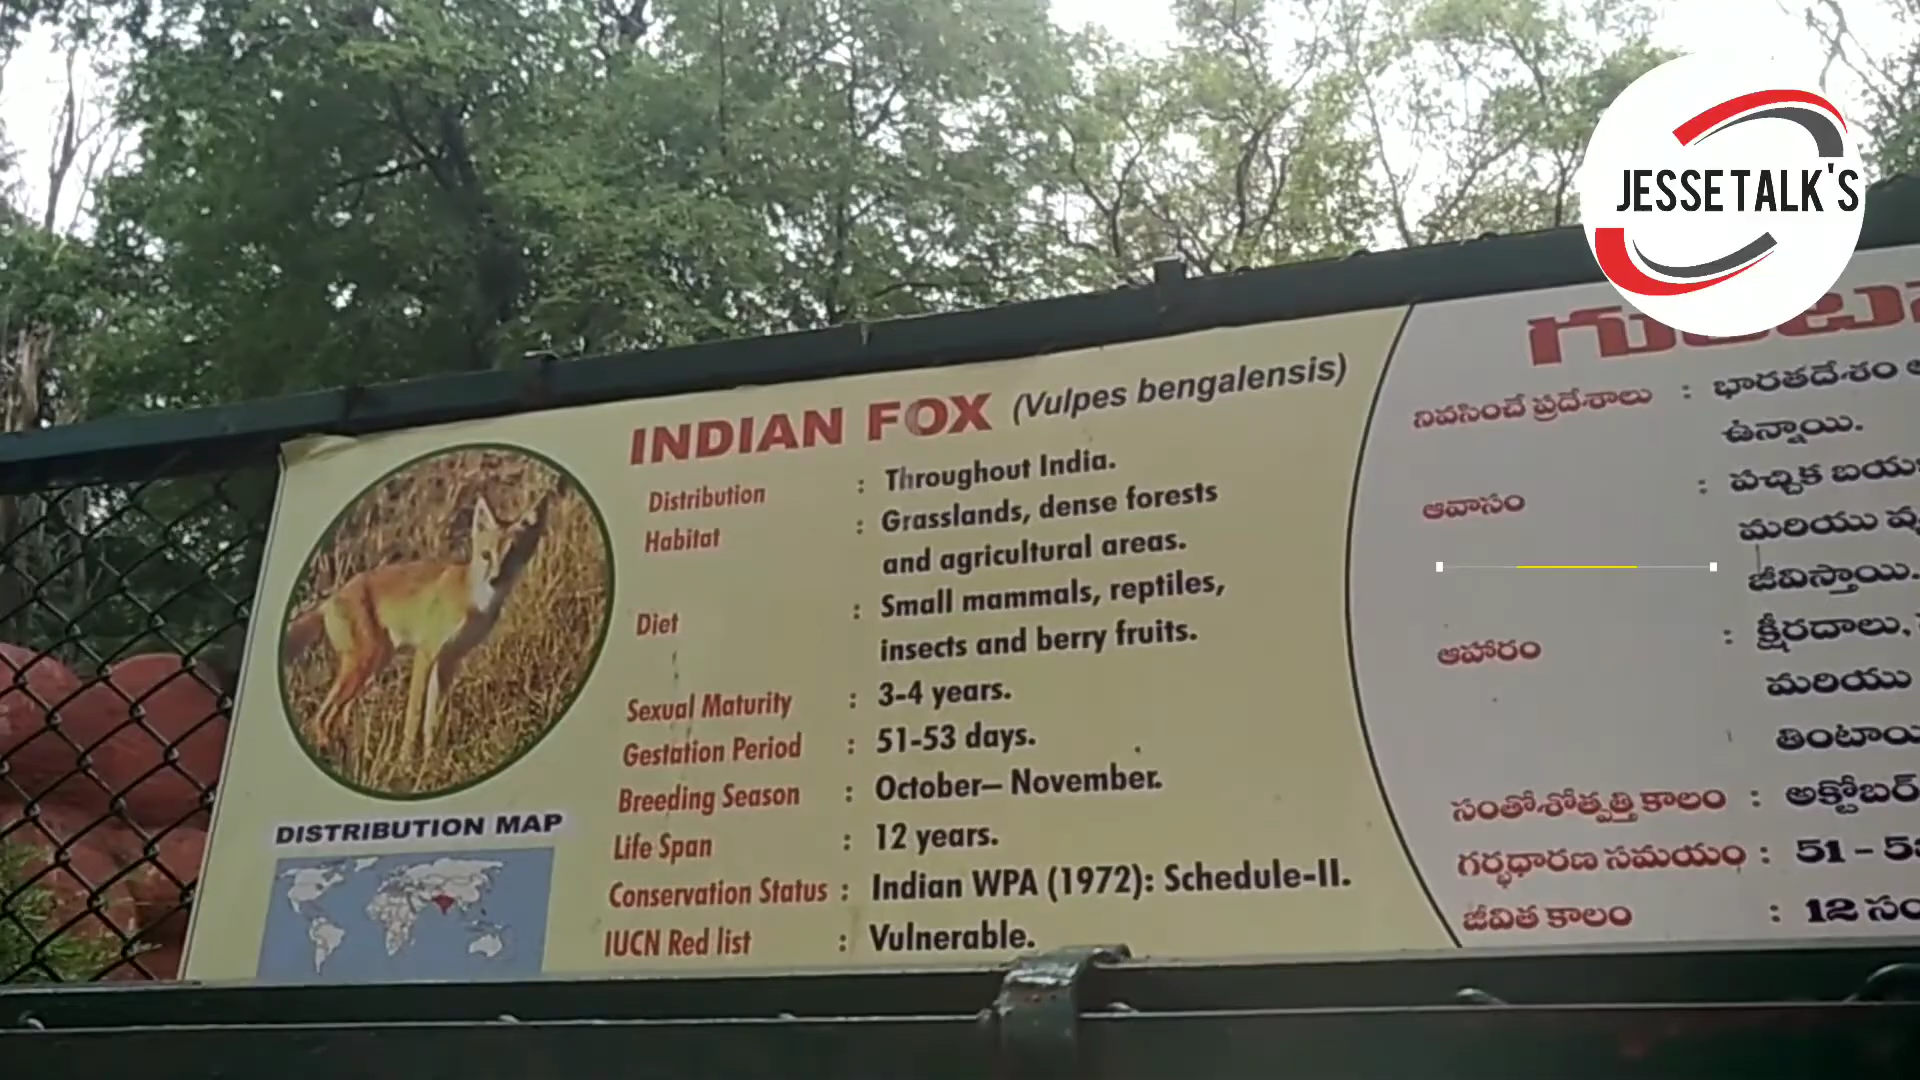 JESSETALK'S
INDIAN FOX (Vulpes bengalensis)
Distribution : Throughout India.
Habitat : Grasslands, dense forests
and agricultural areas.
Diet : Small mammals, reptiles,
insects and berry fruits.
Sexual Maturity : 3-4 years.
Gestation Period : 51-53 days.
Breeding Season : October– November.
Life Span : 12 years.
Conservation Status : Indian WPA (1972): Schedule-II.
IUCN Red list : Vulnerable.
DISTRIBUTION MAP
నివసించే ప్రదేశాలు : భారతదేశం
ఉన్నాయి.
ఆవాసం : పచ్చిక
మరియు
జీవిస్తాయి.
ఆహారం : క్షీరదాలు,
మరియు
సంతోశోత్పత్తి కాలం : అక్టోబర్
గర్భధారణ సమయం : 51 –
జీవిత కాలం : 12